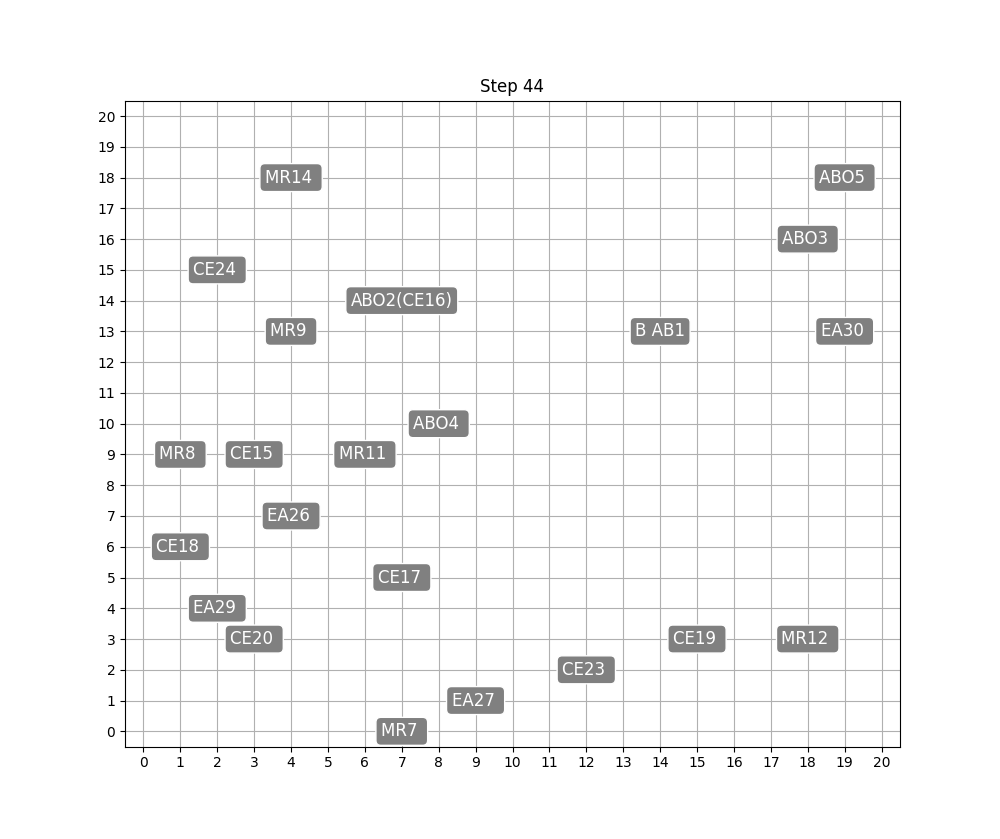 Step 44
20
19
18
17
16
15
14
13
12
11
10
9
8
7
6
5
4
3
2
1
0
MR14
ABO5
ABO3
CE24
ABO2(CE16)
MR9
B AB1
EA30
ABO4
MR8
CE15
MR11
EA26
CE18
CE17
EA29
CE20
CE19
MR12
CE23
EA27
MR7
0 1 2 3 4 5 6 7 8 9 10 11 12 13 14 15 16 17 18 19 20